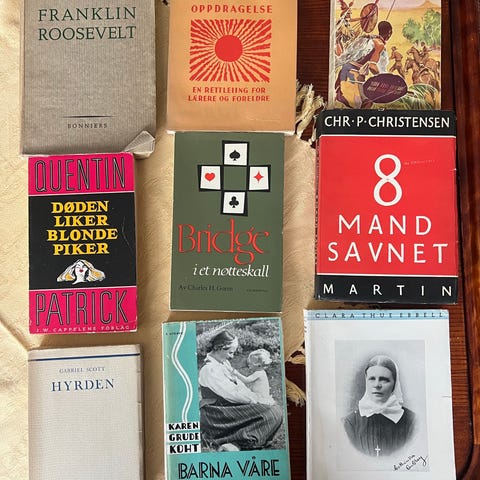 FRANKLIN
ROOSEVELT
BONNIERS
OPPDRAGELSE
EN RETTLEIING FOR
LÆRERE OG FORELDRE
QUENTIN
DØDEN
LIKER
BLONDE
PIKER
PATRICK
J.W. CAPPELENS FORLAG
Bridge
i et nøtteskall
Av Charles H. Goren
CHR·P·CHRISTENSEN
8
MAND
SAVNET
MARTIN
GABRIEL SCOTT
HYRDEN
KAREN
GRUDE
KOHT
BARNA VÅRE
CLARA THUE EBBELL